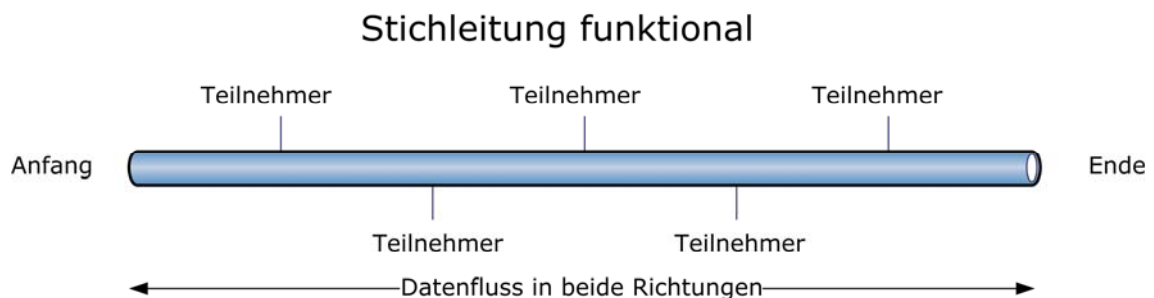 Stichleitung funktional
Teilnehmer Teilnehmer Teilnehmer
Anfang Ende
Teilnehmer Teilnehmer
Datenfluss in beide Richtungen